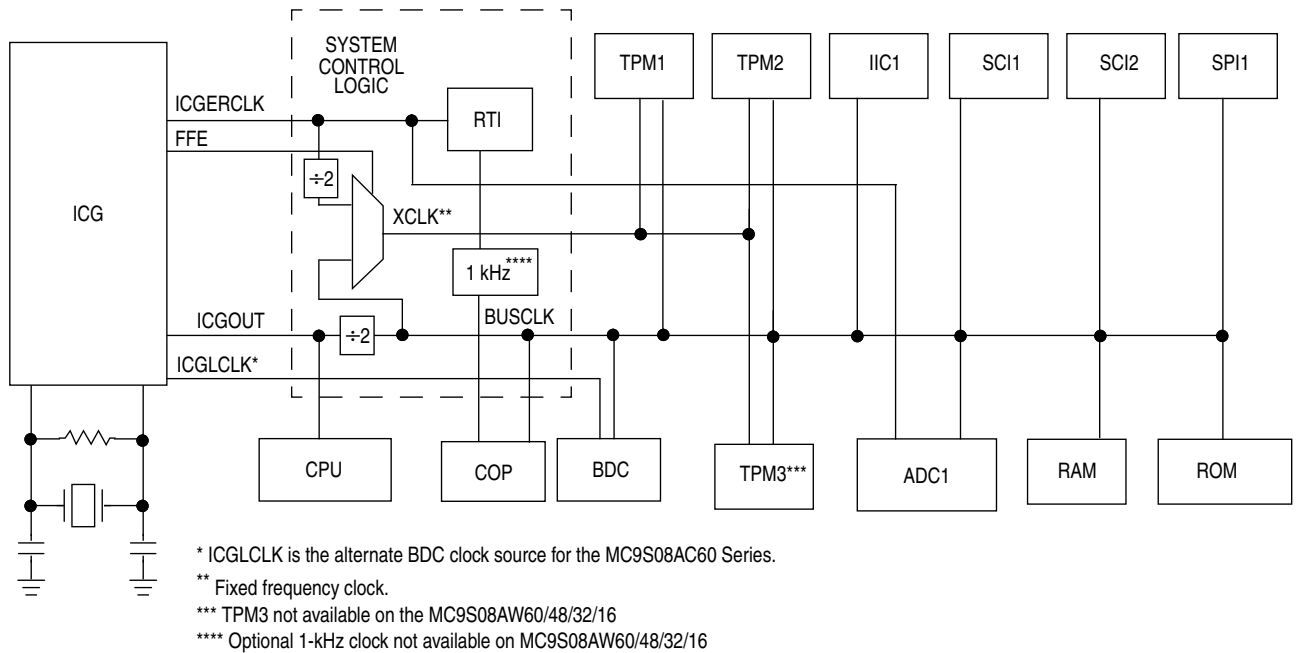 SYSTEM
CONTROL
LOGIC
TPM1
TPM2
IIC1
SCI1
SCI2
SPI1
ICGERCLK
RTI
FFE
÷2
ICG
XCLK**
1 kHz****
ICGOUT
÷2
BUSCLK
ICGLCLK*
CPU
COP
BDC
TPM3***
ADC1
RAM
ROM
* ICGLCLK is the alternate BDC clock source for the MC9S08AC60 Series.
** Fixed frequency clock.
*** TPM3 not available on the MC9S08AW60/48/32/16
**** Optional 1-kHz clock not available on MC9S08AW60/48/32/16